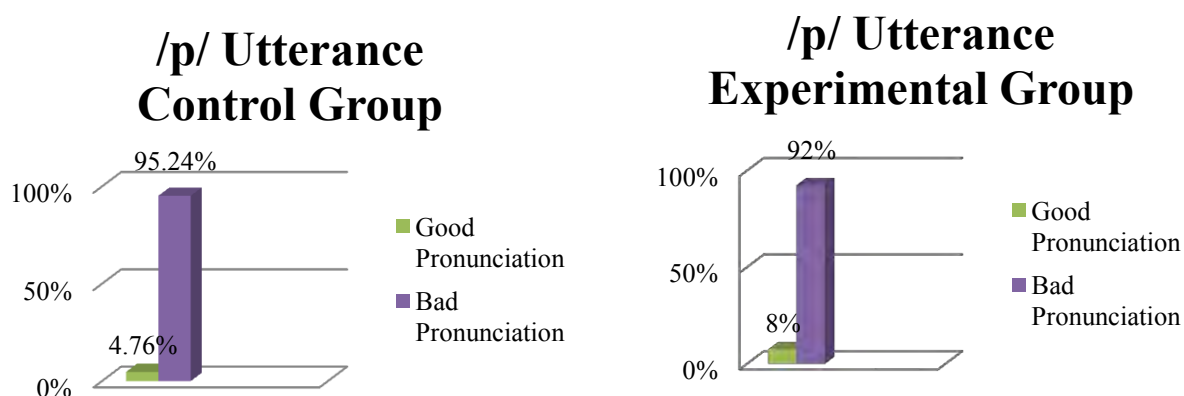 /p/ Utterance
Control Group
95.24%
100%
50%
4.76%
0%
Good
Pronunciation
Bad
Pronunciation
/p/ Utterance
Experimental Group
92%
100%
50%
8%
0%
Good
Pronunciation
Bad
Pronunciation